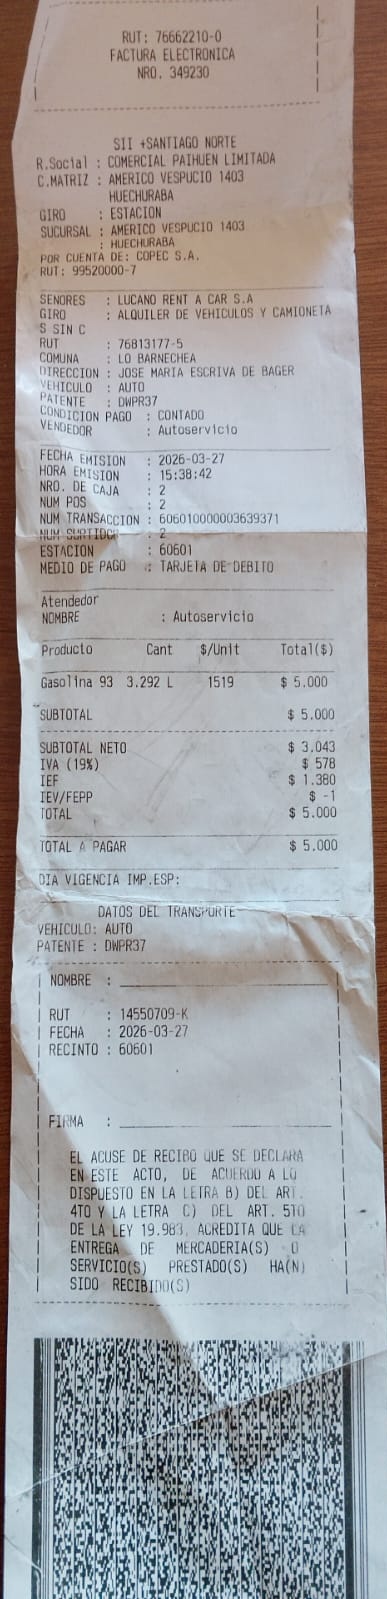 RUT: 76662210-0
FACTURA ELECTRONICA
NRO. 349230
SII +SANTIAGO NORTE
R.Social : COMERCIAL PAIHUEN LIMITADA
C.MATRIZ : AMERICO VESPUCIO 1403
HUECHURABA
GIRO : ESTACION
SUCURSAL : AMERICO VESPUCIO 1403
: HUECHURABA
POR CUENTA DE: COPEC S.A.
RUT: 99520000-7
SENORES : LUCANO RENT A CAR S.A
GIRO : ALQUILER DE VEHICULOS Y CAMIONETA
S SIN C
RUT : 76813177-5
COMUNA : LO BARNECHEA
DIRECCION : JOSE MARIA ESCRIVA DE BAGER
VEHICULO : AUTO
PATENTE : DWPR37
CONDICION PAGO : CONTADO
VENDEDOR : Autoservicio
FECHA EMISION : 2026-03-27
HORA EMISION : 15:38:42
NRO. DE CAJA : 2
NUM POS : 2
NUM TRANSACCION : 606010000003639371
NUM SURTIDOR : 2
ESTACION : 60601
MEDIO DE PAGO : TARJETA DE DEBITO
Atendedor
NOMBRE : Autoservicio
Producto Cant $/Unit Total($)
Gasolina 93 3.292 L 1519 $ 5.000
SUBTOTAL $ 5.000
SUBTOTAL NETO $ 3.043
IVA (19%) $ 578
IEF $ 1.380
IEV/FEPP $ -1
TOTAL $ 5.000
TOTAL A PAGAR $ 5.000
DIA VIGENCIA IMP.ESP:
DATOS DEL TRANSPORTE
VEHICULO: AUTO
PATENTE : DWPR37
NOMBRE :
RUT : 14550709-K
FECHA : 2026-03-27
RECINTO : 60601
FIRMA :
EL ACUSE DE RECIBO QUE SE DECLARA
EN ESTE ACTO, DE ACUERDO A LO
DISPUESTO EN LA LETRA B) DEL ART.
4TO Y LA LETRA C) DEL ART. 5TO
DE LA LEY 19.983, ACREDITA QUE LA
ENTREGA DE MERCADERIA(S) O
SERVICIO(S) PRESTADO(S) HA(N)
SIDO RECIBIDO(S)